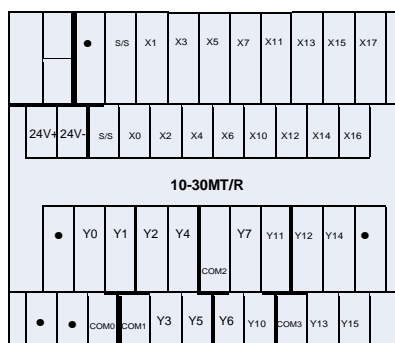 ● S/S X1 X3 X5 X7 X11 X13 X15 X17
24V+ 24V- S/S X0 X2 X4 X6 X10 X12 X14 X16
10-30MT/R
● Y0 Y1 Y2 Y4 COM2 Y7 Y11 Y12 Y14 ●
● ● COM0 COM1 Y3 Y5 Y6 Y10 COM3 Y13 Y15